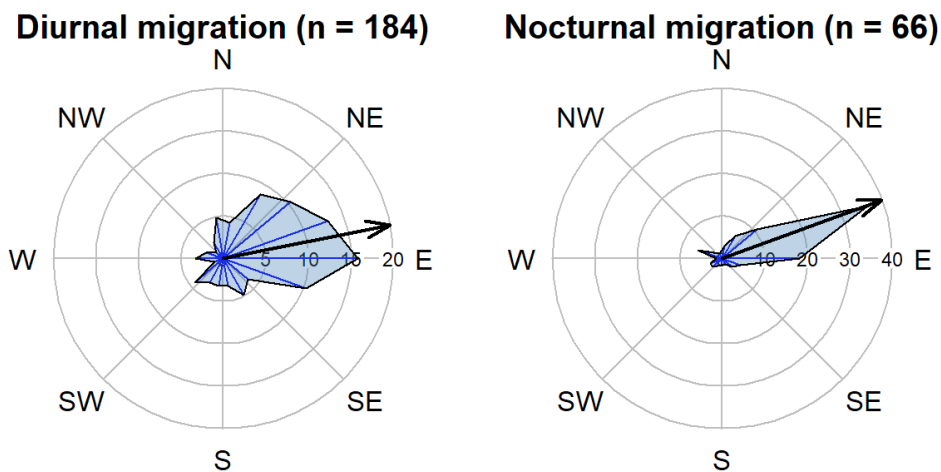 Diurnal migration (n = 184)
N
NW
NE
W
5 10 15 20
E
SW
SE
S
Nocturnal migration (n = 66)
N
NW
NE
W
10 20 30 40
E
SW
SE
S